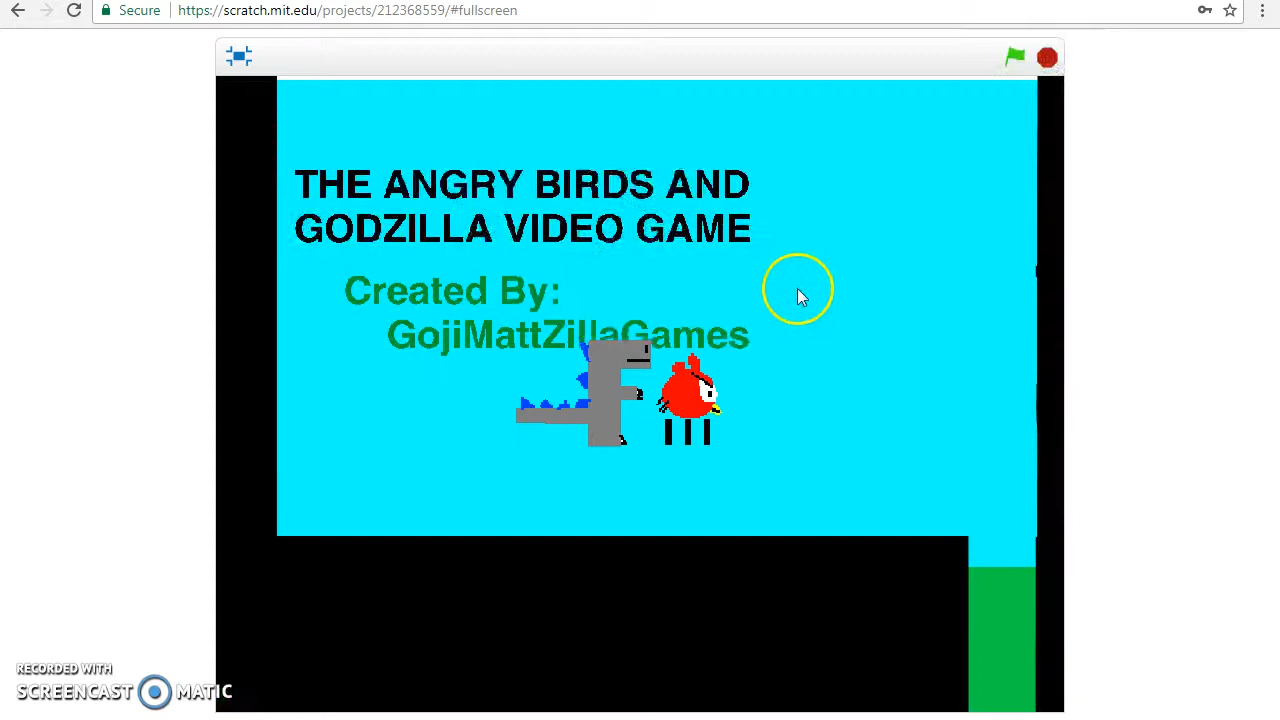 Secure
https://scratch.mit.edu/projects/212368559/#fullscreen
THE ANGRY BIRDS AND
GODZILLA VIDEO GAME
Created By:
GojiMattZillaGames
RECORDED WITH
SCREENCAST MATIC